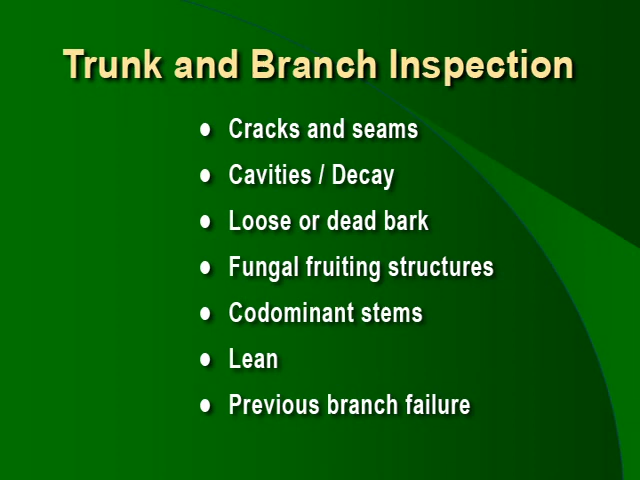 Trunk and Branch Inspection
• Cracks and seams
• Cavities / Decay
• Loose or dead bark
• Fungal fruiting structures
• Codominant stems
• Lean
• Previous branch failure